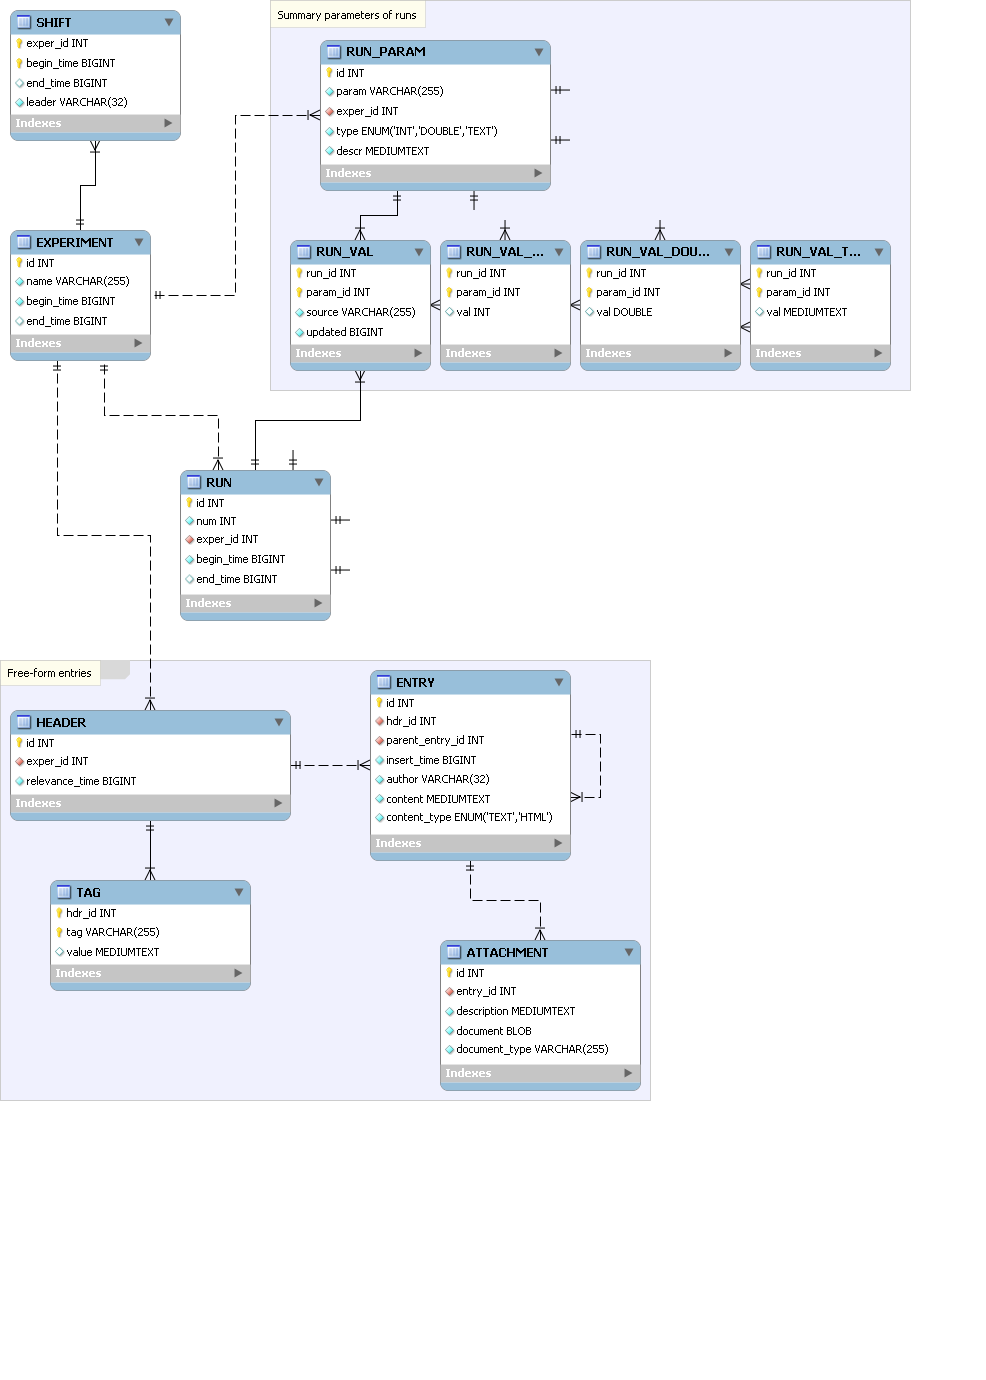 SHIFT
exper_id INT
begin_time BIGINT
end_time BIGINT
leader VARCHAR(32)
Indexes
Summary parameters of runs
RUN_PARAM
id INT
param VARCHAR(255)
exper_id INT
type ENUM('INT','DOUBLE','TEXT')
descr MEDIUMTEXT
Indexes
EXPERIMENT
id INT
name VARCHAR(255)
begin_time BIGINT
end_time BIGINT
Indexes
RUN_VAL
run_id INT
param_id INT
source VARCHAR(255)
updated BIGINT
Indexes
RUN_VAL_...
run_id INT
param_id INT
val INT
Indexes
RUN_VAL_DOU...
run_id INT
param_id INT
val DOUBLE
Indexes
RUN_VAL_T...
run_id INT
param_id INT
val MEDIUMTEXT
Indexes
RUN
id INT
num INT
exper_id INT
begin_time BIGINT
end_time BIGINT
Indexes
Free-form entries
HEADER
id INT
exper_id INT
relevance_time BIGINT
Indexes
ENTRY
id INT
hdr_id INT
parent_entry_id INT
insert_time BIGINT
author VARCHAR(32)
content MEDIUMTEXT
content_type ENUM('TEXT','HTML')
Indexes
TAG
hdr_id INT
tag VARCHAR(255)
value MEDIUMTEXT
Indexes
ATTACHMENT
id INT
entry_id INT
description MEDIUMTEXT
document BLOB
document_type VARCHAR(255)
Indexes